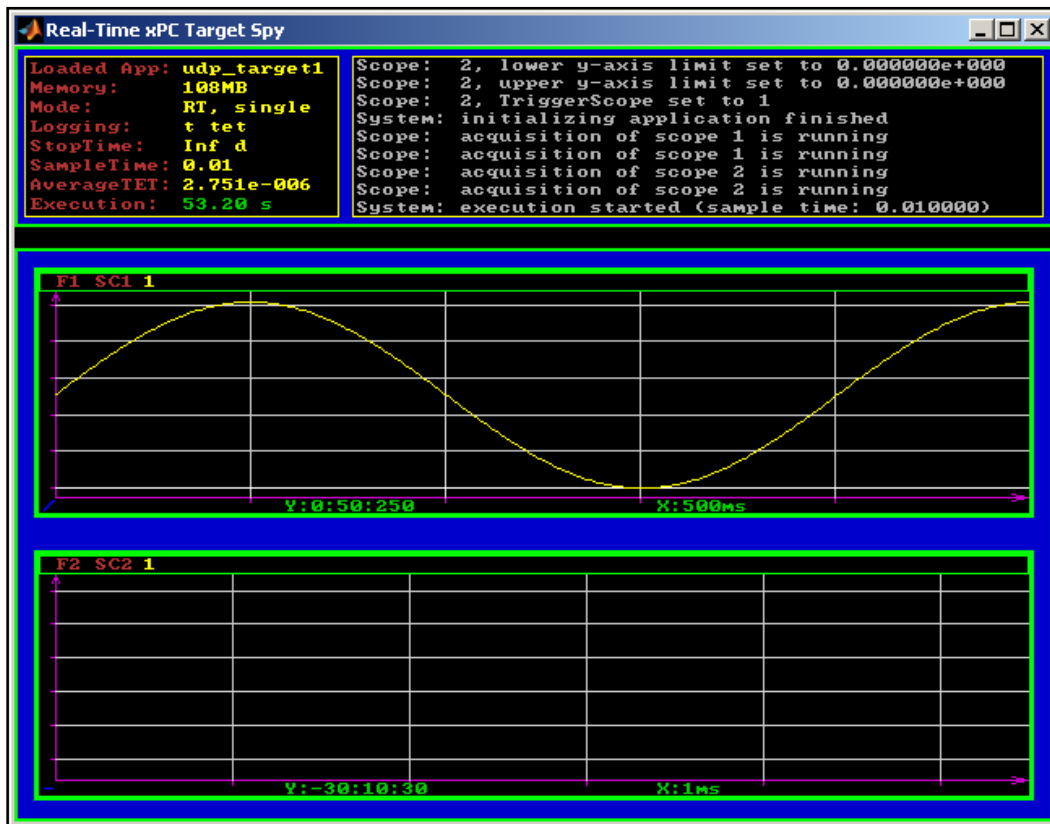 Real-Time xPC Target Spy
Loaded App: udp_target1
Memory: 108MB
Mode: RT, single
Logging: t tet
StopTime: Inf d
SampleTime: 0.01
AverageTET: 2.751e-006
Execution: 53.20 s
Scope: 2, lower y-axis limit set to 0.000000e+000
Scope: 2, upper y-axis limit set to 0.000000e+000
Scope: 2, TriggerScope set to 1
System: initializing application finished
Scope: acquisition of scope 1 is running
Scope: acquisition of scope 1 is running
Scope: acquisition of scope 2 is running
Scope: acquisition of scope 2 is running
System: execution started (sample time: 0.010000)
F1 SC1 1
Y:0:50:250 X:500ms
F2 SC2 1
Y:-30:10:30 X:1ms